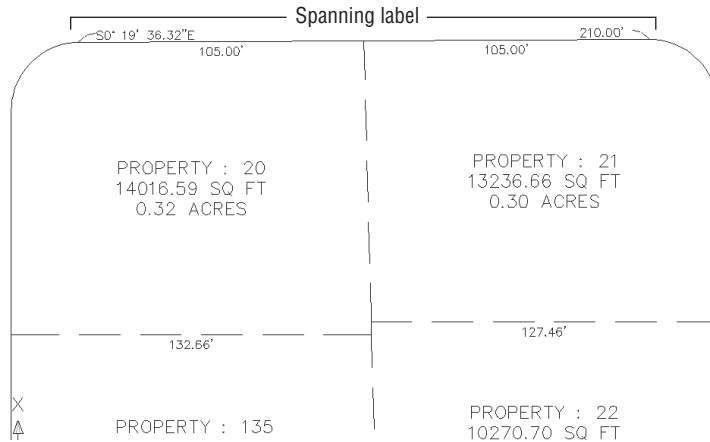 Spanning label
S0° 19' 36.32"E
210.00'
105.00'
105.00'
PROPERTY : 20
14016.59 SQ FT
0.32 ACRES
PROPERTY : 21
13236.66 SQ FT
0.30 ACRES
132.66'
127.46'
X
PROPERTY : 135
PROPERTY : 22
10270.70 SQ FT